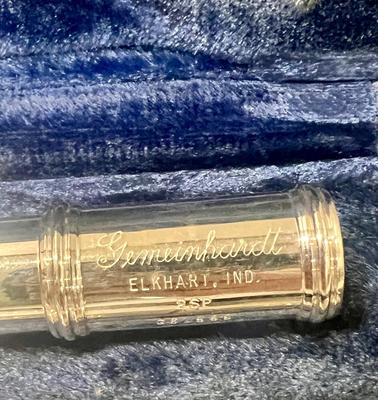 Gemeinhardt
ELKHART, IND.
2SP